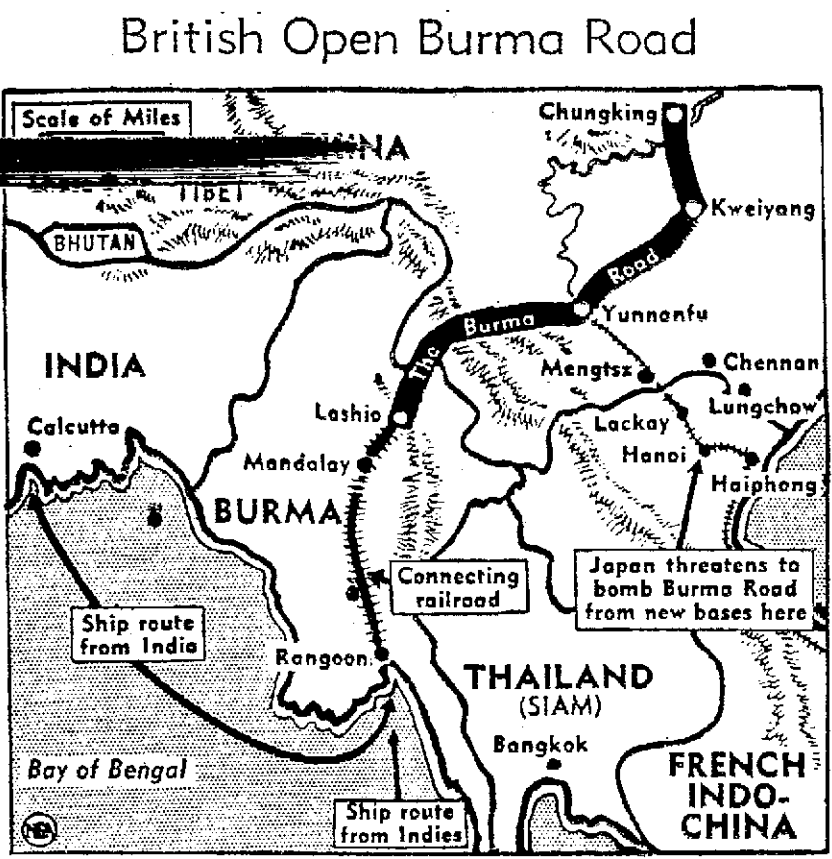 British Open Burma Road
Scale of Miles
Chungking
TIBET
BHUTAN
Kweiyang
The Burma Road
Yunnanfu
INDIA
Mengtsz
Chennan
Lungchow
Lashio
Lackay
Calcutta
Hanoi
Mandalay
Haiphong
BURMA
Connecting
railroad
Japan threatens to
bomb Burma Road
from new bases here
Ship route
from India
Rangoon
THAILAND
(SIAM)
Bangkok
Bay of Bengal
FRENCH
INDO-
CHINA
Ship route
from Indies
NEA